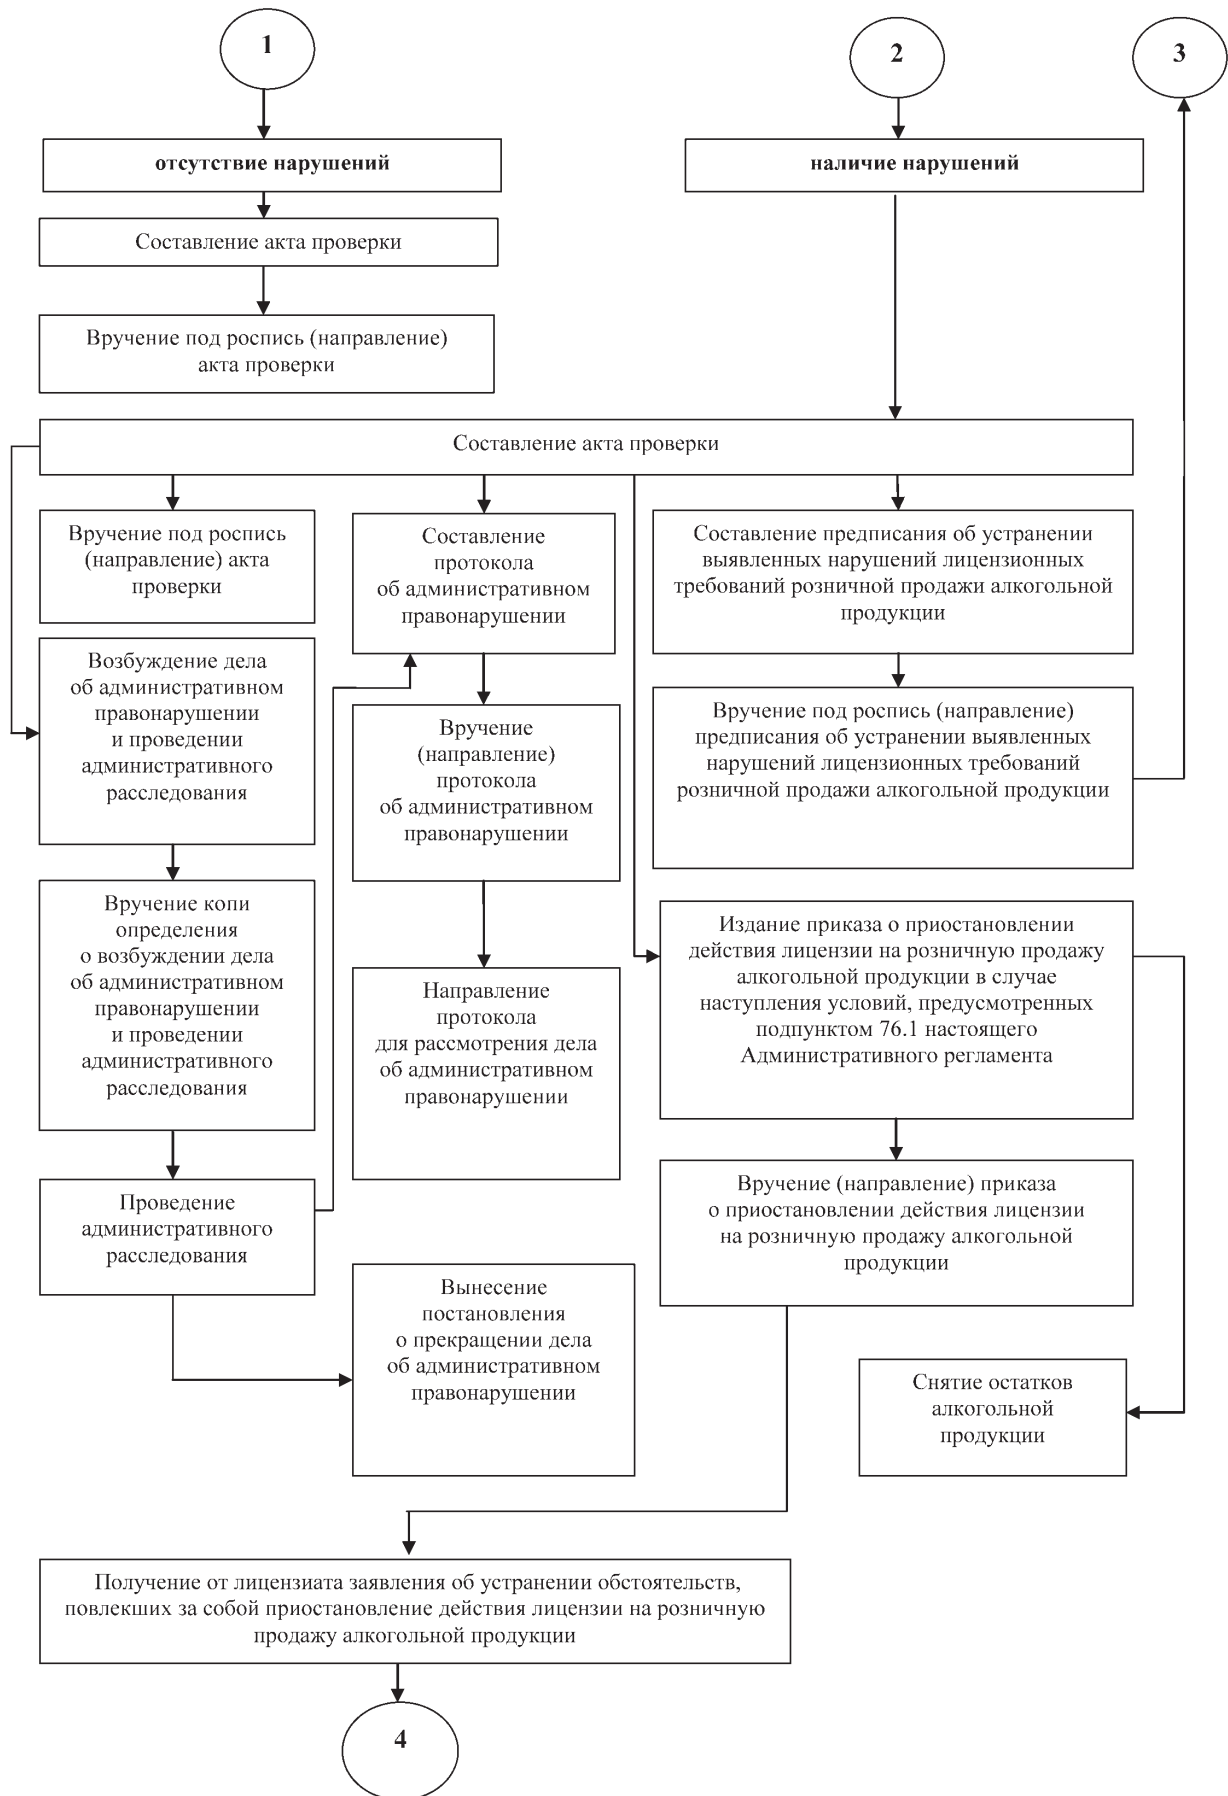 1
2
3
отсутствие нарушений
наличие нарушений
Составление акта проверки
Вручение под роспись (направление)
акта проверки
Составление акта проверки
Вручение под роспись
(направление) акта
проверки
Составление
протокола
об административном
правонарушении
Составление предписания об устранении
выявленных нарушений лицензионных
требований розничной продажи алкогольной
продукции
Возбуждение дела
об административном
правонарушении
и проведении
административного
расследования
Вручение
(направление)
протокола
об административном
правонарушении
Вручение под роспись (направление)
предписания об устранении выявленных
нарушений лицензионных требований
розничной продажи алкогольной продукции
Вручение копи
определения
о возбуждении дела
об административном
правонарушении
и проведении
административного
расследования
Направление
протокола
для рассмотрения дела
об административном
правонарушении
Издание приказа о приостановлении
действия лицензии на розничную продажу
алкогольной продукции в случае
наступления условий, предусмотренных
подпунктом 76.1 настоящего
Административного регламента
Проведение
административного
расследования
Вручение (направление) приказа
о приостановлении действия лицензии
на розничную продажу алкогольной
продукции
Вынесение
постановления
о прекращении дела
об административном
правонарушении
Снятие остатков
алкогольной
продукции
Получение от лицензиата заявления об устранении обстоятельств,
повлекших за собой приостановление действия лицензии на розничную
продажу алкогольной продукции
4